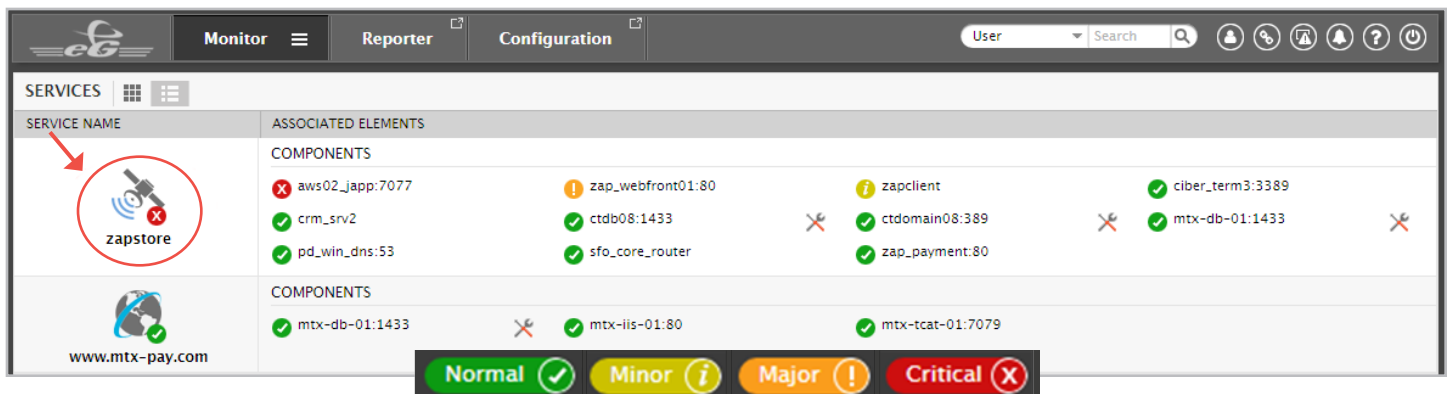 eG Monitor Reporter Configuration User Search
SERVICES
SERVICE NAME ASSOCIATED ELEMENTS
COMPONENTS
aws02_japp:7077 zap_webfront01:80 zapclient ciber_term3:3389
crm_srv2 ctdb08:1433 ctdomain08:389 mtx-db-01:1433
zapstore
pd_win_dns:53 sfo_core_router zap_payment:80
COMPONENTS
mtx-db-01:1433 mtx-iis-01:80 mtx-tcat-01:7079
www.mtx-pay.com
Normal Minor i Major ! Critical X